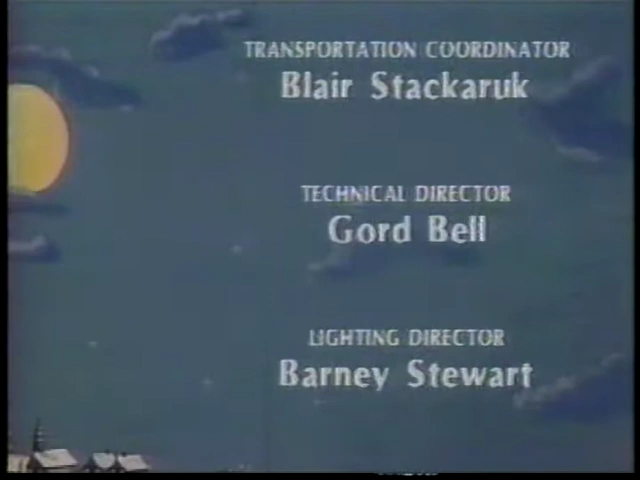 TRANSPORTATION COORDINATOR
Blair Stackaruk
TECHNICAL DIRECTOR
Gord Bell
LIGHTING DIRECTOR
Barney Stewart